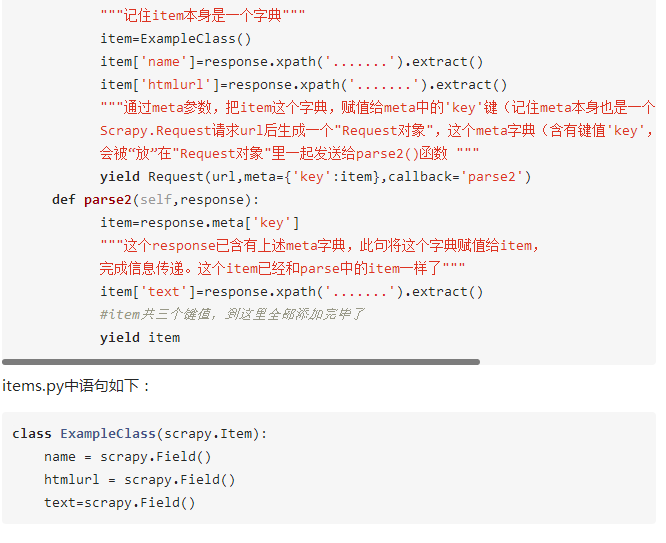 """记住item本身是一个字典"""
item=ExampleClass()
item['name']=response.xpath('.......').extract()
item['htmlurl']=response.xpath('.......').extract()
"""通过meta参数，把item这个字典，赋值给meta中的'key'键（记住meta本身也是一个
Scrapy.Request请求url后生成一个"Request对象"，这个meta字典（含有键值'key'，
会被“放”在"Request对象"里一起发送给parse2()函数 """
yield Request(url,meta={'key':item},callback='parse2')
def parse2(self,response):
item=response.meta['key']
"""这个response已含有上述meta字典，此句将这个字典赋值给item，
完成信息传递。这个item已经和parse中的item一样了"""
item['text']=response.xpath('.......').extract()
#item共三个键值，到这里全部添加完毕了
yield item
items.py中语句如下：
class ExampleClass(scrapy.Item):
name = scrapy.Field()
htmlurl = scrapy.Field()
text=scrapy.Field()